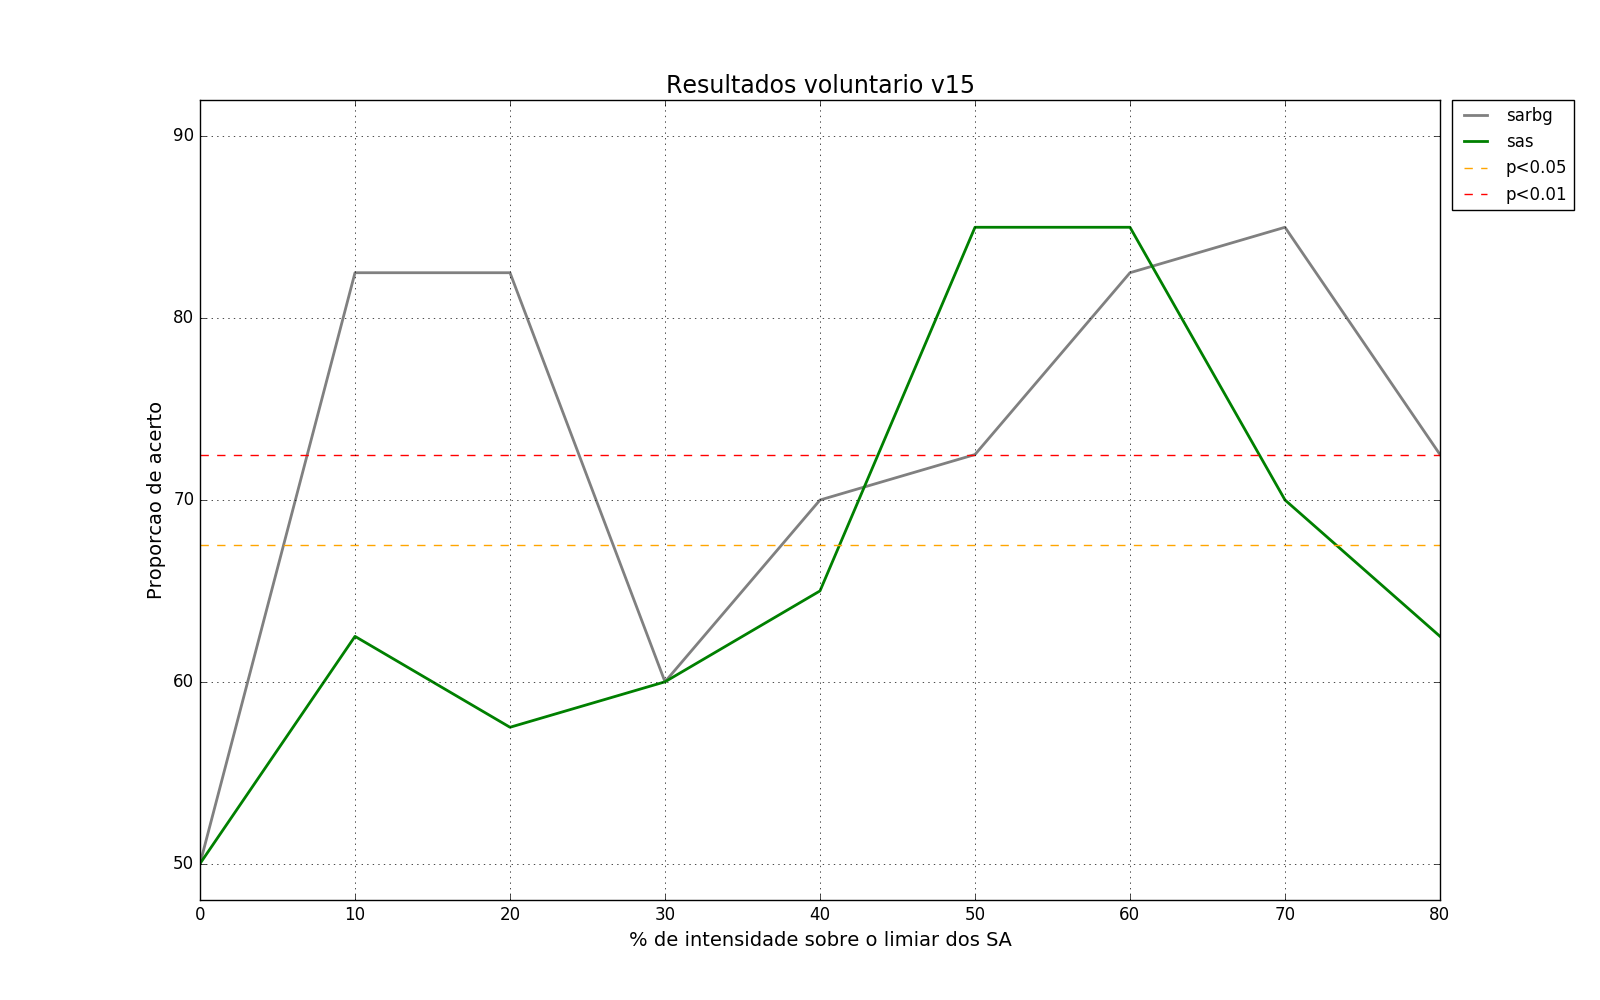 Resultados voluntario v15
sarbg
sas
p<0.05
p<0.01
Proporcao de acerto
90
80
70
60
50
0 10 20 30 40 50 60 70 80
% de intensidade sobre o limiar dos SA